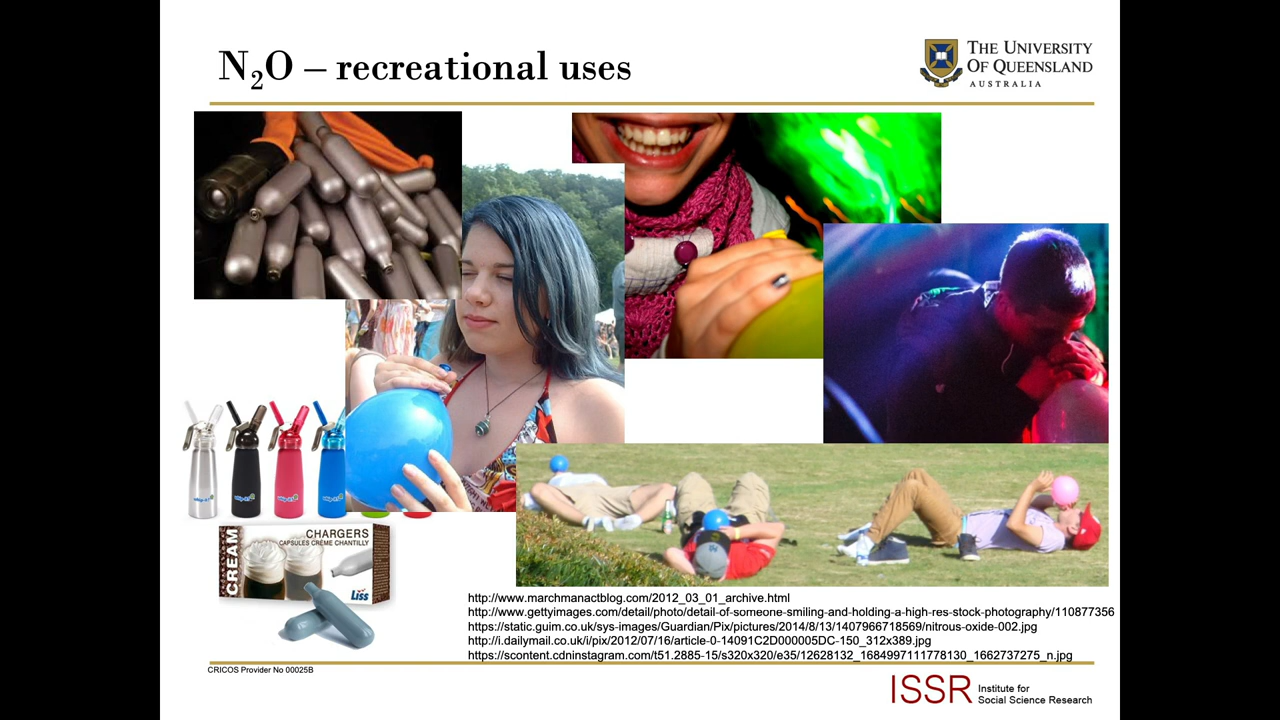 N₂O – recreational uses
THE UNIVERSITY
OF QUEENSLAND
AUSTRALIA
CREAM
CHARGERS
CAPSULES CRÈME CHANTILLY
Liss
http://www.marchmanactblog.com/2012_03_01_archive.html
http://www.gettyimages.com/detail/photo/detail-of-someone-smiling-and-holding-a-high-res-stock-photography/110877356
https://static.guim.co.uk/sys-images/Guardian/Pix/pictures/2014/8/13/1407966718569/nitrous-oxide-002.jpg
http://i.dailymail.co.uk/i/pix/2012/07/16/article-0-14091C2D000005DC-150_312x389.jpg
https://scontent.cdninstagram.com/t51.2885-15/s320x320/e35/12628132_1684997111778130_1662737275_n.jpg
CRICOS Provider No 00025B
ISSR
Institute for
Social Science Research